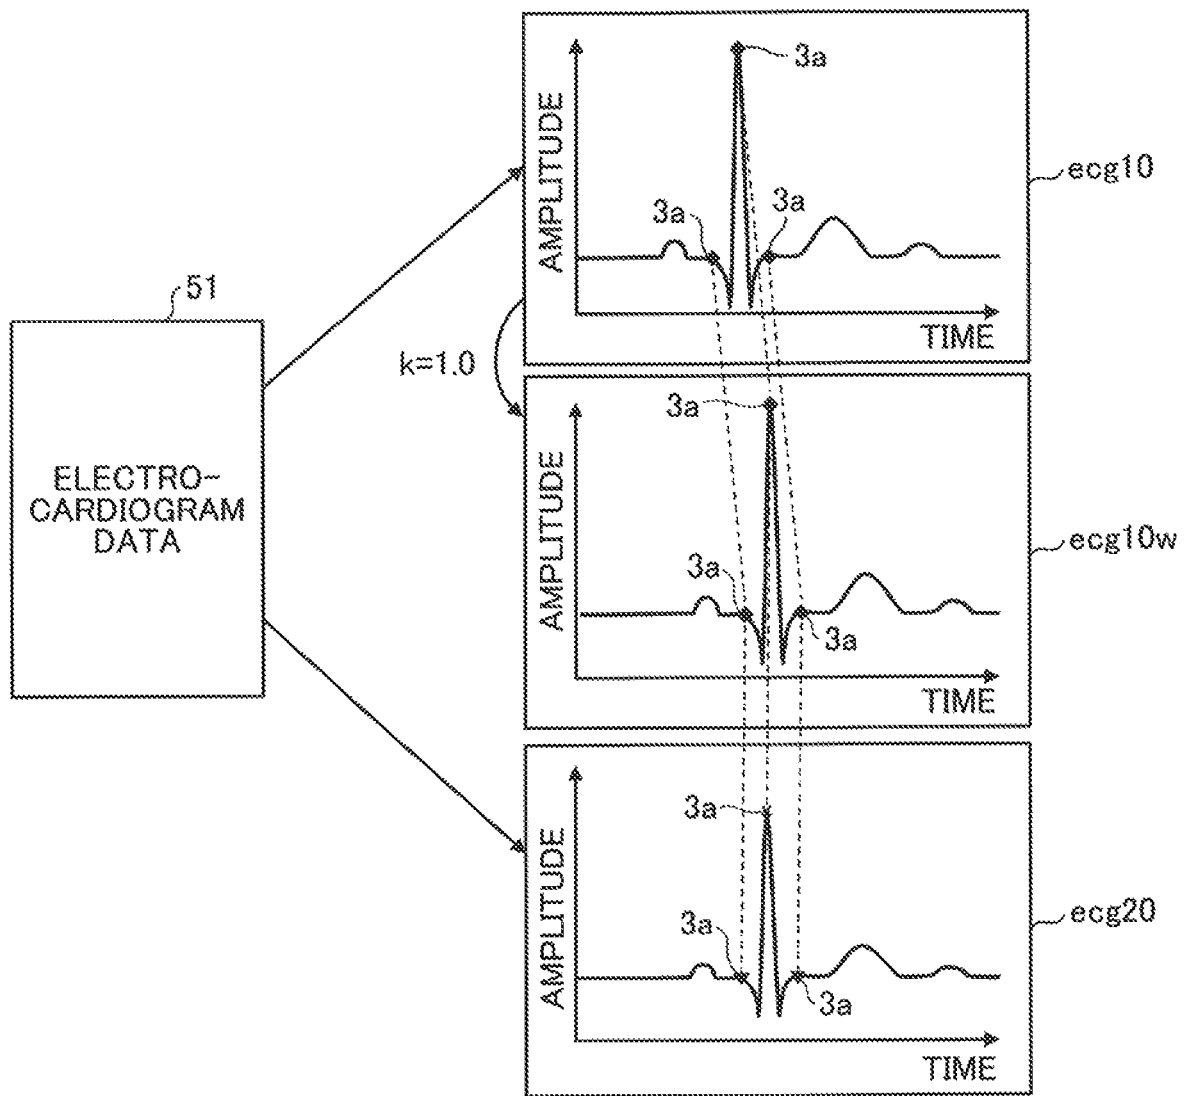 3a
AMPLITUDE
ecg10
3a
3a
51
TIME
k=1.0
3a
AMPLITUDE
ELECTRO-
CARDIOGRAM
DATA
ecg10w
3a
3a
TIME
3a
AMPLITUDE
ecg20
3a
3a
TIME